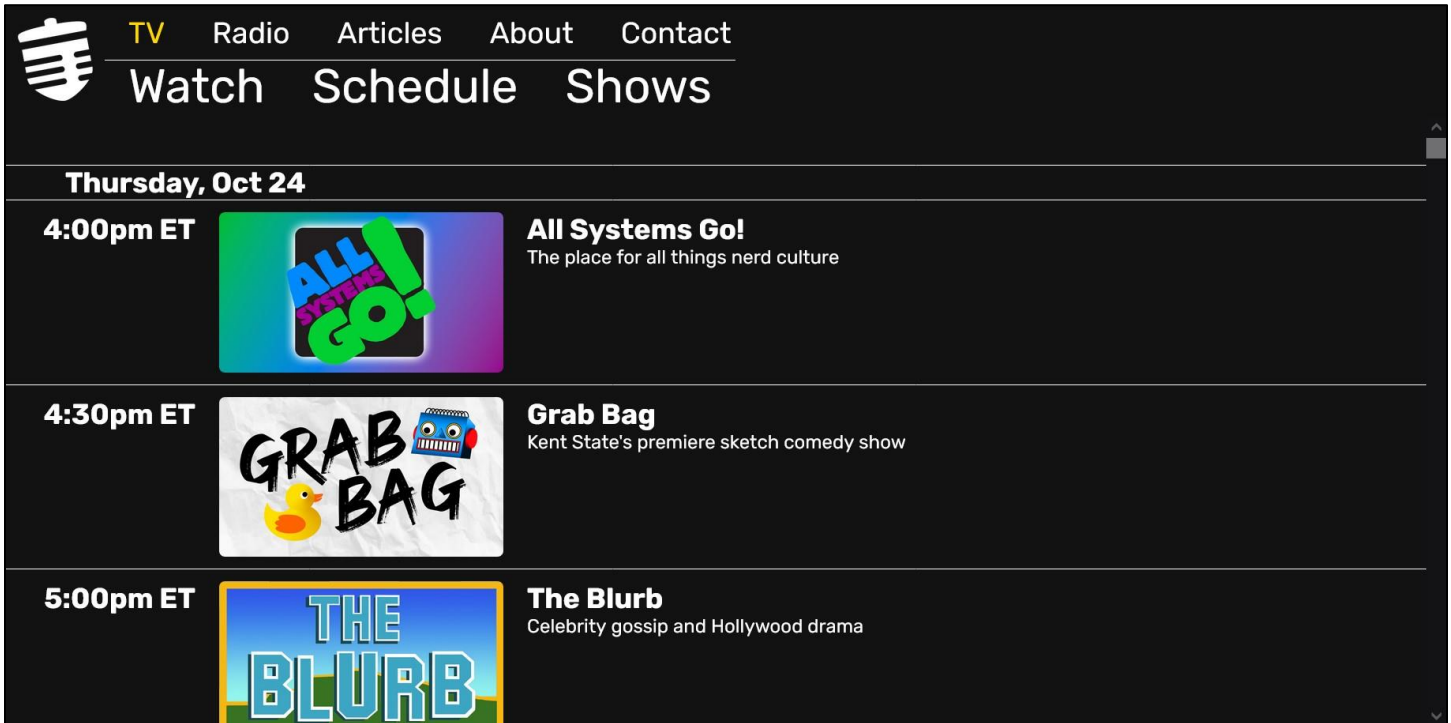 TV Radio Articles About Contact
Watch Schedule Shows
Thursday, Oct 24
4:00pm ET
ALL
SYSTEMS
GO!
All Systems Go!
The place for all things nerd culture
4:30pm ET
GRAB
BAG
Grab Bag
Kent State's premiere sketch comedy show
5:00pm ET
THE
BLURB
The Blurb
Celebrity gossip and Hollywood drama